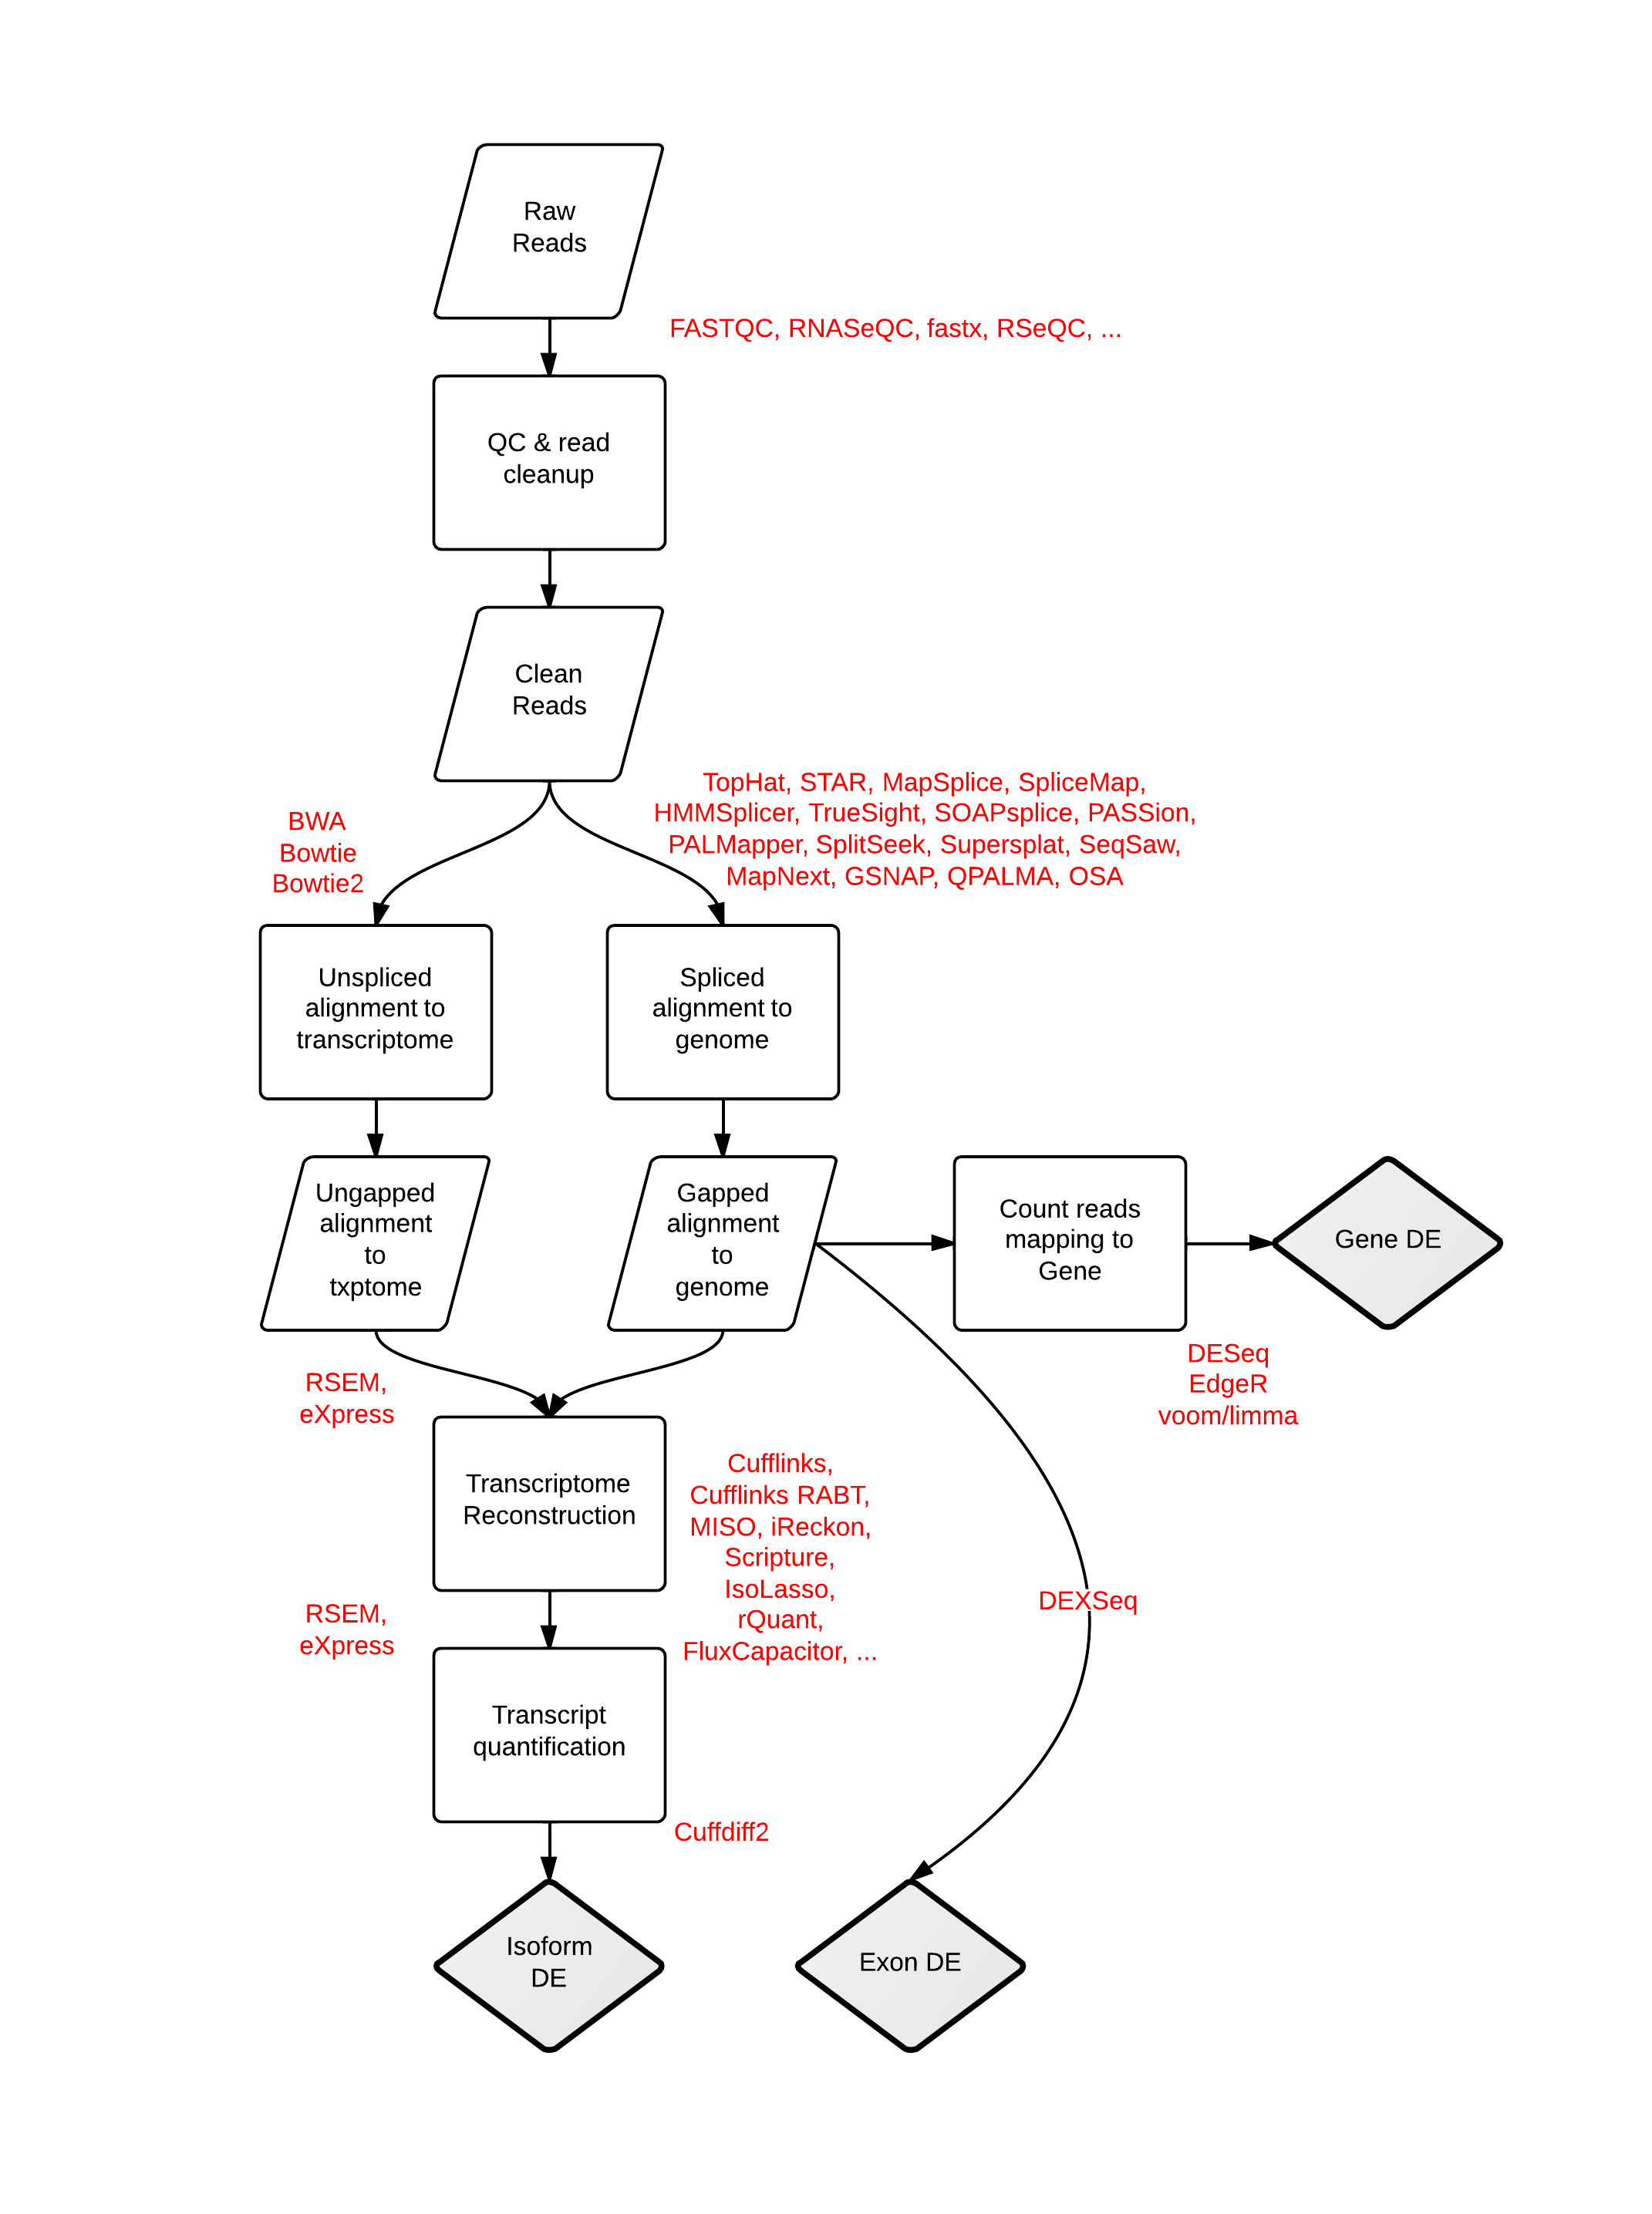 Raw
Reads
FASTQC, RNASeQC, fastx, RSeQC, ...
QC & read
cleanup
Clean
Reads
BWA
Bowtie
Bowtie2
TopHat, STAR, MapSplice, SpliceMap,
HMMSplicer, TrueSight, SOAPsplice, PASSion,
PALMapper, SplitSeek, Supersplat, SeqSaw,
MapNext, GSNAP, QPALMA, OSA
Unspliced
alignment to
transcriptome
Spliced
alignment to
genome
Ungapped
alignment
to
txptome
Gapped
alignment
to
genome
Count reads
mapping to
Gene
Gene DE
DESeq
EdgeR
voom/limma
RSEM,
eXpress
Transcriptome
Reconstruction
Cufflinks,
Cufflinks RABT,
MISO, iReckon,
Scripture,
IsoLasso,
rQuant,
FluxCapacitor, ...
DEXSeq
RSEM,
eXpress
Transcript
quantification
Cuffdiff2
Isoform
DE
Exon DE